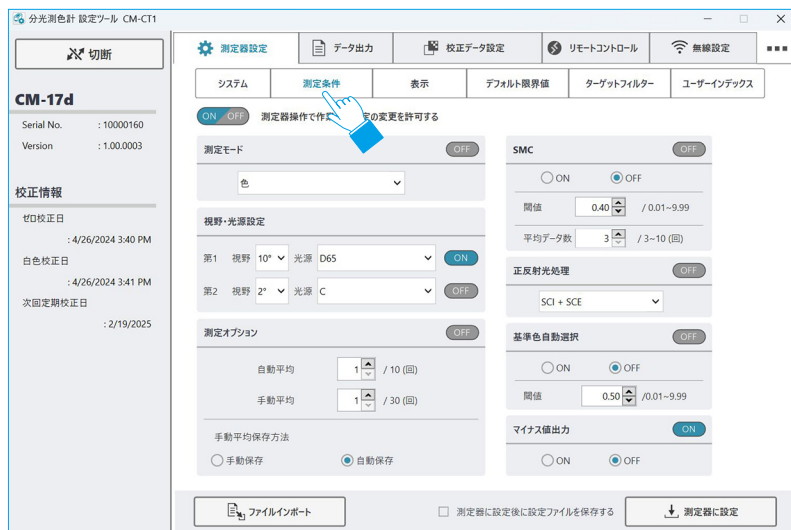 分光測色計 設定ツール CM-CT1
切断
測定器設定
データ出力
校正データ設定
リモートコントロール
無線設定
システム
測定条件
表示
デフォルト限界値
ターゲットフィルター
ユーザーインデックス
CM-17d
Serial No. : 10000160
Version : 1.00.0003
校正情報
ゼロ校正日
: 4/26/2024 3:40 PM
白色校正日
: 4/26/2024 3:41 PM
次回定期校正日
: 2/19/2025
ON OFF 測定器操作で作業 定の変更を許可する
測定モード OFF
色
視野・光源設定
第1 視野 10° 光源 D65 ON
第2 視野 2° 光源 C OFF
測定オプション OFF
自動平均 1 / 10 (回)
手動平均 1 / 30 (回)
手動平均保存方法
手動保存 自動保存
SMC OFF
ON OFF
閾値 0.40 / 0.01~9.99
平均データ数 3 / 3~10 (回)
正反射光処理 OFF
SCI + SCE
基準色自動選択 OFF
ON OFF
閾値 0.50 /0.01~9.99
マイナス値出力 ON
ON OFF
ファイルインポート
測定器に設定後に設定ファイルを保存する
測定器に設定